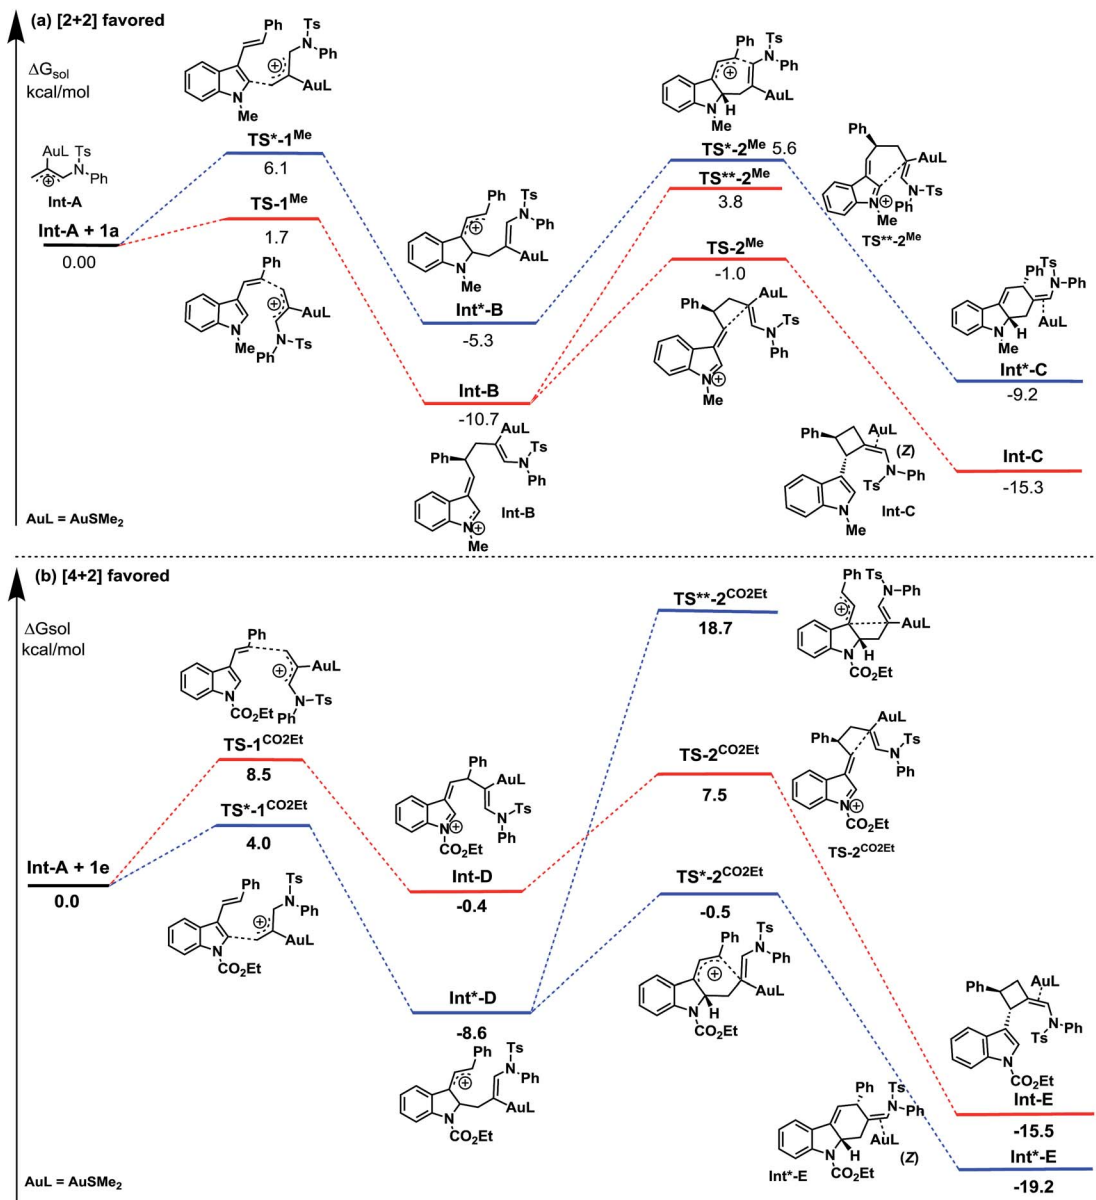 (a) [2+2] favored
ΔGsol
kcal/mol
Ph
Ts
N
Ph
AuL
N
Me
TS*-1Me
6.1
AuL
Ts
N
Ph
Int-A
Int-A + 1a
0.00
TS-1Me
1.7
Ph
AuL
N
Me
N
Ts
Ph
Ph
Ts
N
Ph
AuL
N
Me
Int*-B
-5.3
Int-B
-10.7
AuL
Ph
Ts
N
Ph
N
Me
Int-B
Ph
Ts
N
Ph
AuL
N
H
Me
TS*-2Me 5.6
TS**-2Me
3.8
Ph
AuL
N
Ts
Ph
N
Me
TS**-2Me
TS-2Me
-1.0
Ph
AuL
Ts
N
Ph
N
Me
Ph
Ts
N
Ph
N
H
AuL
Me
Int*-C
-9.2
Int-C
-15.3
Ph
AuL
(Z)
N
Ts
Ph
N
Me
Int-C
AuL = AuSMe2
(b) [4+2] favored
ΔGsol
kcal/mol
Ph
AuL
N
Ts
Ph
N
CO2Et
TS-1CO2Et
8.5
TS*-1CO2Et
4.0
Int-A + 1e
0.0
Ph
Ts
N
Ph
AuL
N
CO2Et
Ph
AuL
Ts
N
Ph
N
CO2Et
Int-D
-0.4
Int*-D
-8.6
Ph
Ts
N
Ph
AuL
N
CO2Et
TS**-2CO2Et
18.7
Ph
Ts
N
Ph
AuL
N
H
CO2Et
TS-2CO2Et
7.5
AuL
Ph
Ts
N
Ph
N
CO2Et
TS-2CO2Et
TS*-2CO2Et
-0.5
Ph
Ts
N
Ph
AuL
N
H
CO2Et
Ph
Ts
N
Ph
AuL
(Z)
N
H
CO2Et
Int*-E
Ph
AuL
N
Ph
Ts
N
CO2Et
Int-E
-15.5
Int*-E
-19.2
AuL = AuSMe2